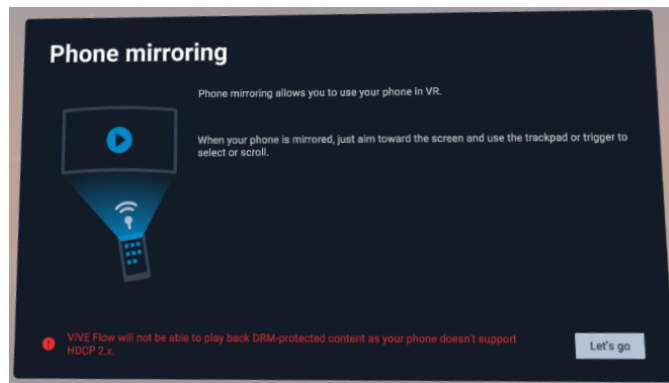 Phone mirroring
Phone mirroring allows you to use your phone in VR.
When your phone is mirrored, just aim toward the screen and use the trackpad or trigger to
select or scroll.
VIVE Flow will not be able to play back DRM-protected content as your phone doesn't support
HDCP 2.x.
Let's go